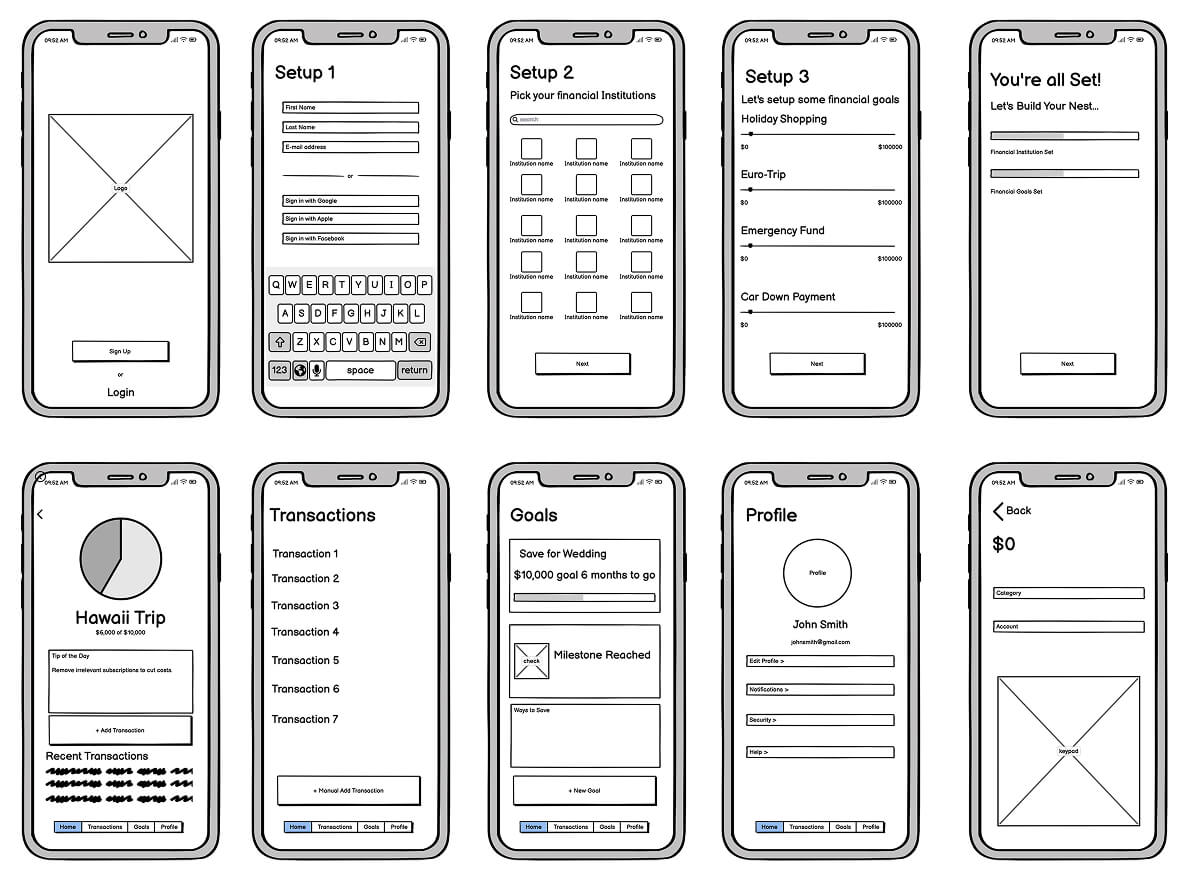 09:52 AM
Logo
Sign Up
or
Login
09:52 AM
Setup 1
First Name
Last Name
E-mail address
or
Sign in with Google
Sign in with Apple
Sign in with Facebook
Q W E R T Y U I O P
A S D F G H J K L
Z X C V B N M
123 space return
09:52 AM
Setup 2
Pick your financial Institutions
search
Institution name Institution name Institution name
Institution name Institution name Institution name
Institution name Institution name Institution name
Institution name Institution name Institution name
Institution name Institution name Institution name
Next
09:52 AM
Setup 3
Let's setup some financial goals
Holiday Shopping
$0 $100000
Euro-Trip
$0 $100000
Emergency Fund
$0 $100000
Car Down Payment
$0 $100000
Next
09:52 AM
You're all Set!
Let's Build Your Nest...
Financial Institution Set
Financial Goals Set
Next
09:52 AM
<
Hawaii Trip
$6,000 of $10,000
Tip of the Day
Remove irrelevant subscriptions to cut costs.
+ Add Transaction
Recent Transactions
Home Transactions Goals Profile
09:52 AM
Transactions
Transaction 1
Transaction 2
Transaction 3
Transaction 4
Transaction 5
Transaction 6
Transaction 7
+ Manual Add Transaction
Home Transactions Goals Profile
09:52 AM
Goals
Save for Wedding
$10,000 goal 6 months to go
check
Milestone Reached
Ways to Save
+ New Goal
Home Transactions Goals Profile
09:52 AM
Profile
Profile
John Smith
johnsmith@gmail.com
Edit Profile >
Notifications >
Security >
Help >
Home Transactions Goals Profile
09:52 AM
Back
$0
Category
Account
keypad